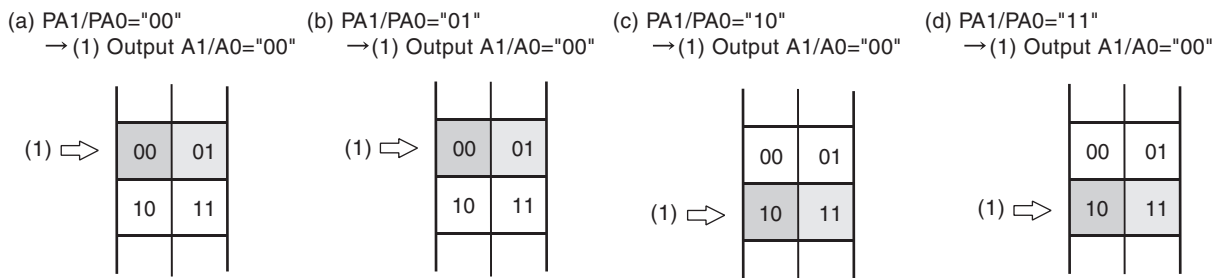 (a) PA1/PA0="00"
→(1) Output A1/A0="00"
(1) ⇨ 00 01
10 11
(b) PA1/PA0="01"
→(1) Output A1/A0="00"
(1) ⇨ 00 01
10 11
(c) PA1/PA0="10"
→(1) Output A1/A0="00"
00 01
(1) ⇨ 10 11
(d) PA1/PA0="11"
→(1) Output A1/A0="00"
00 01
(1) ⇨ 10 11